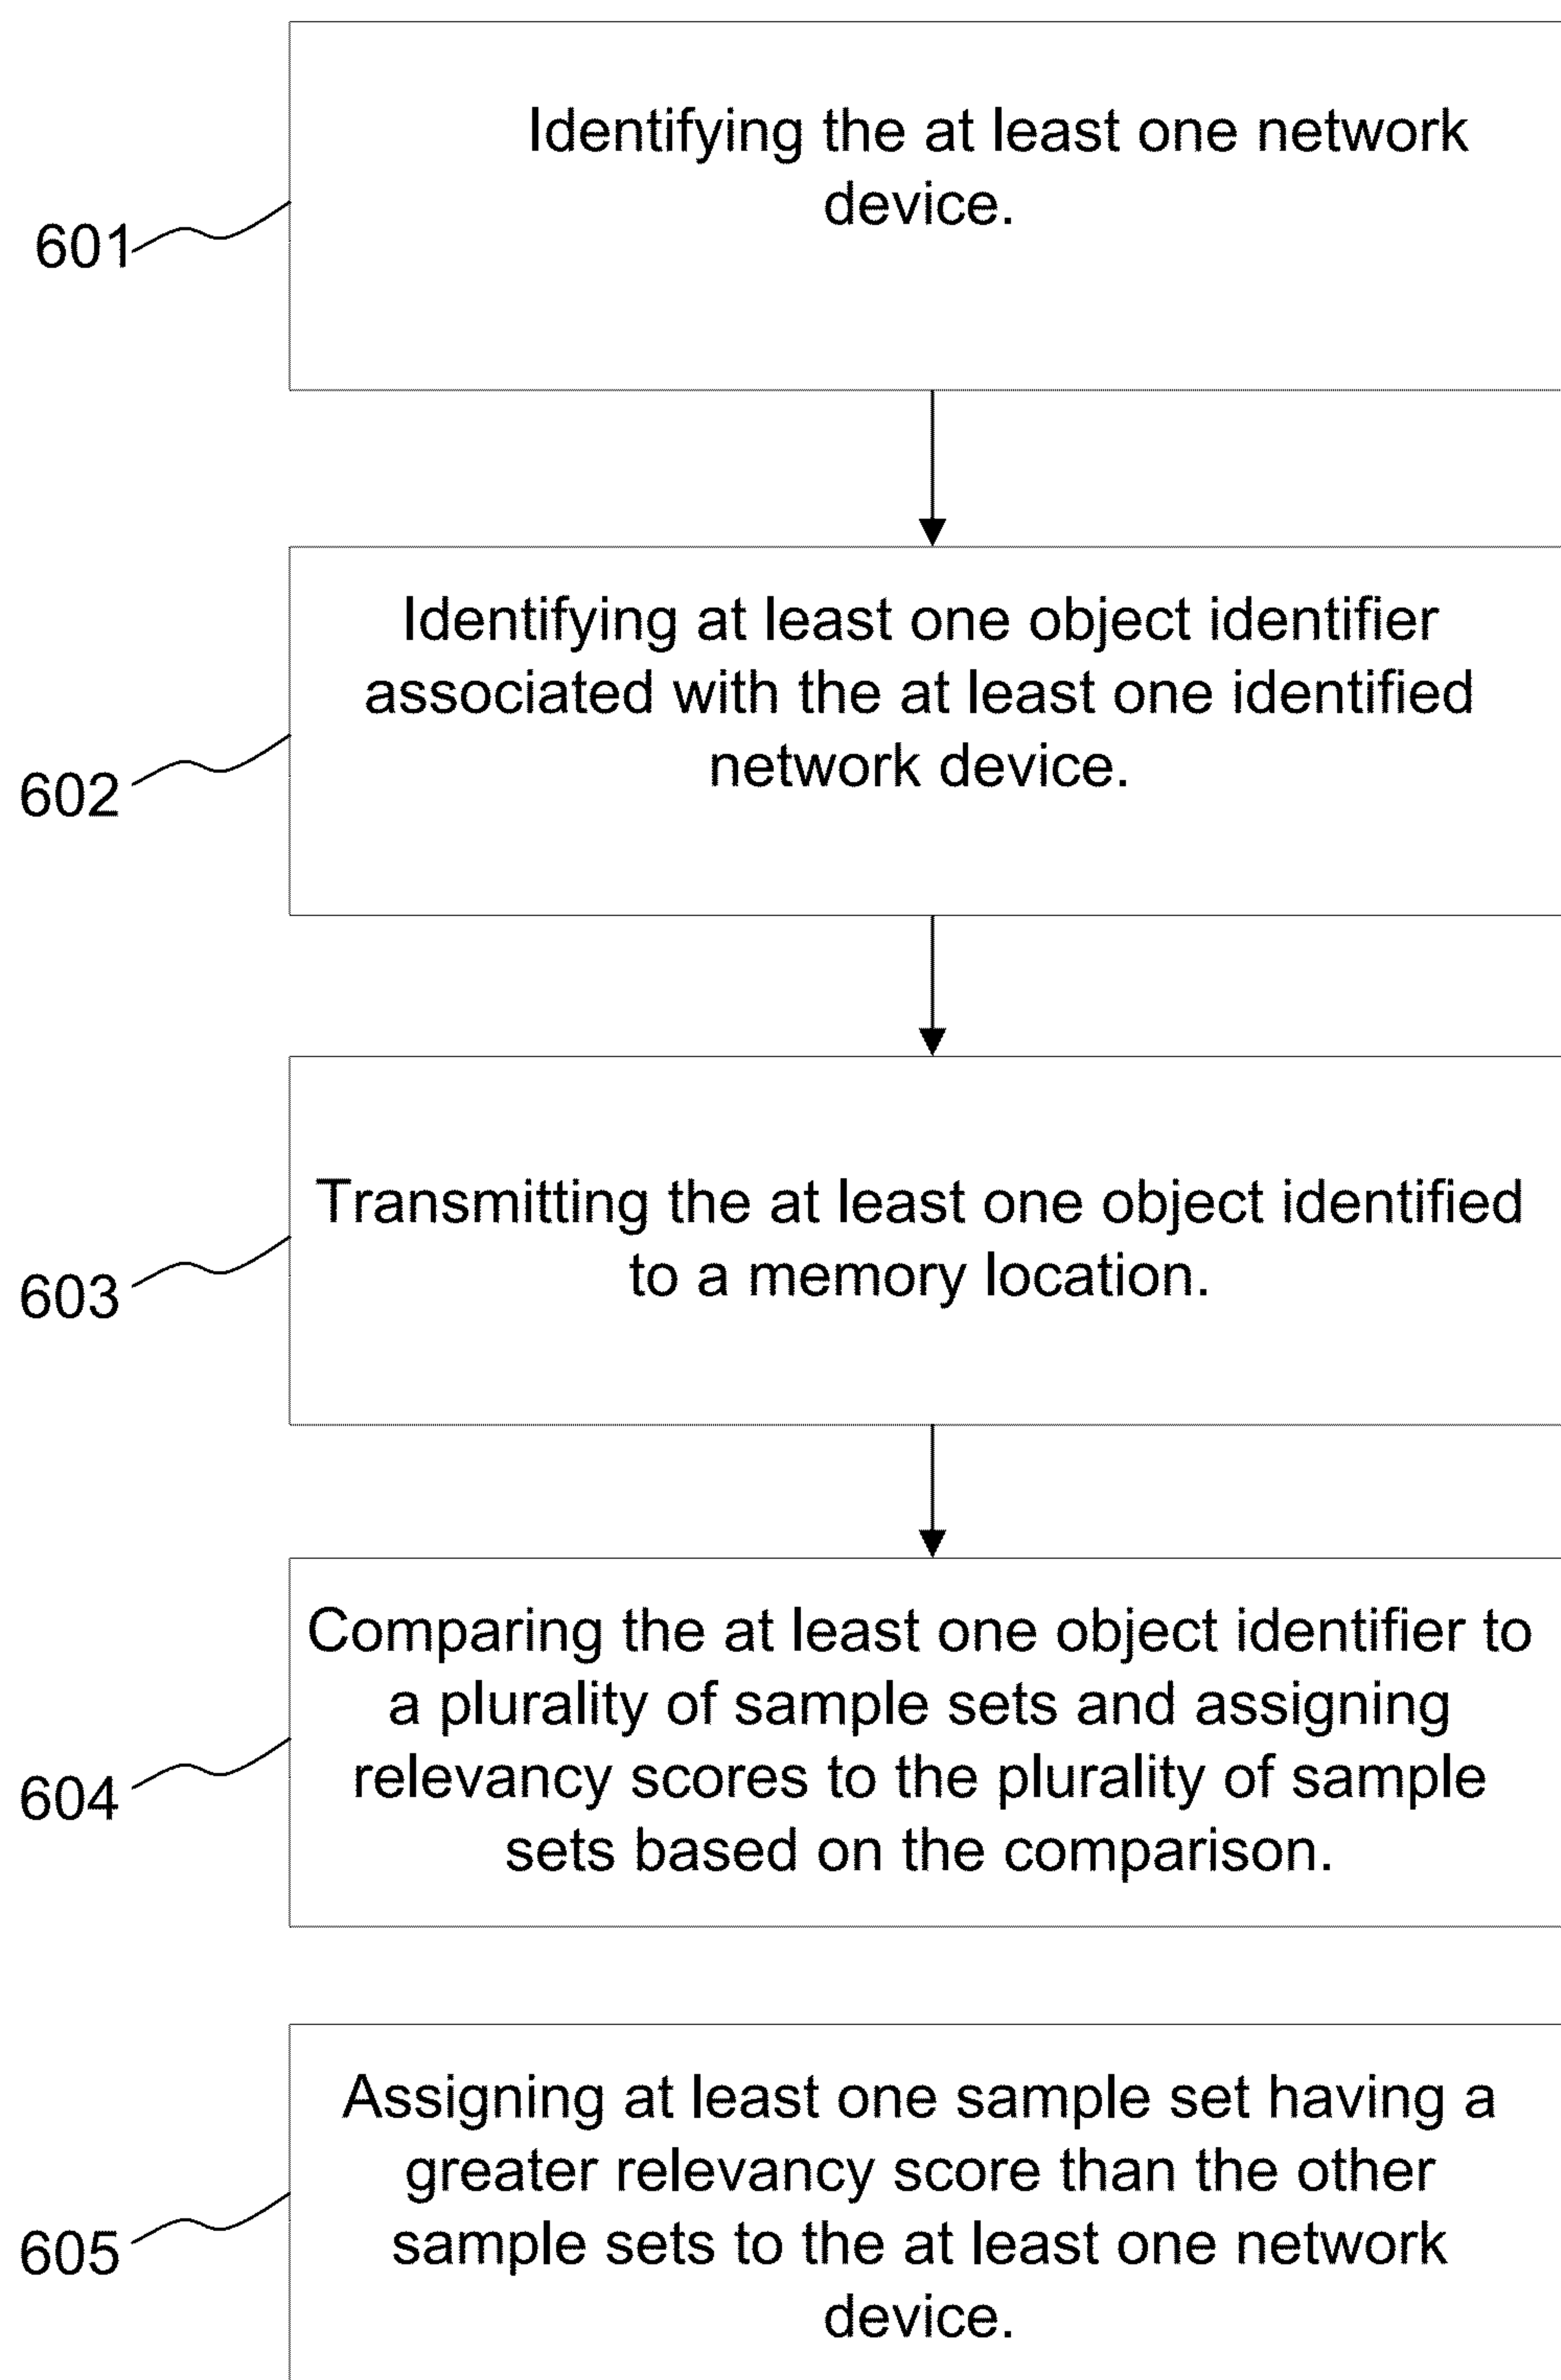 Identifying the at least one network
device.
601
Identifying at least one object identifier
associated with the at least one identified
network device.
602
Transmitting the at least one object identified
to a memory location.
603
Comparing the at least one object identifier to
a plurality of sample sets and assigning
relevancy scores to the plurality of sample
sets based on the comparison.
604
Assigning at least one sample set having a
greater relevancy score than the other
sample sets to the at least one network
device.
605